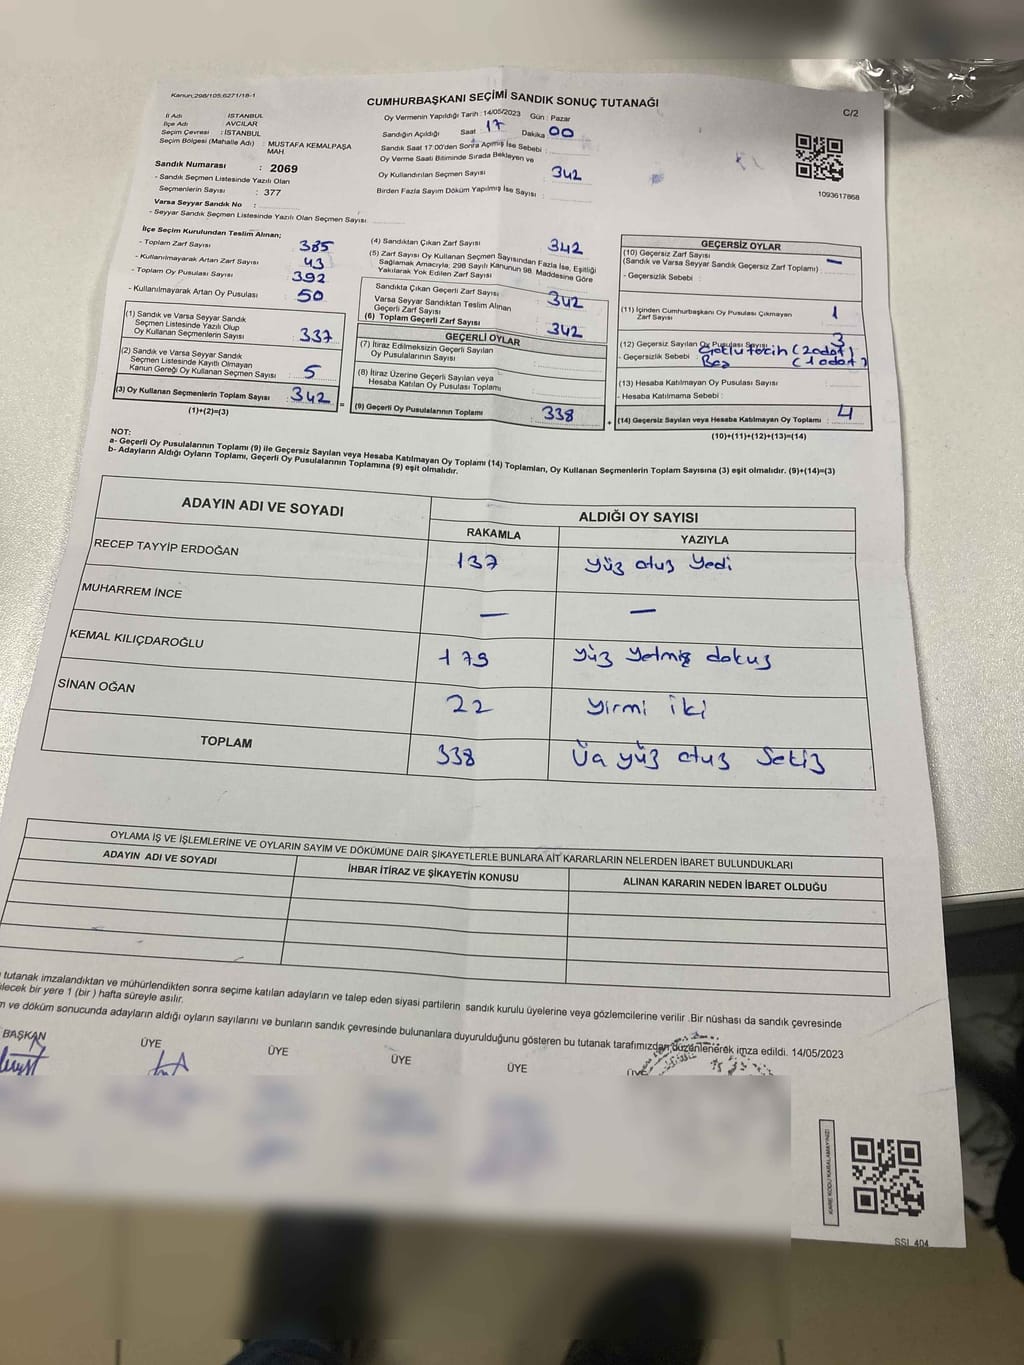 Kanun:298/105,6271/18-1
CUMHURBAŞKANI SEÇİMİ SANDIK SONUÇ TUTANAĞI
C/2
İl Adı : İSTANBUL
İlçe Adı : AVCILAR
Seçim Çevresi : İSTANBUL
Seçim Bölgesi (Mahalle Adı) : MUSTAFA KEMALPAŞA MAH
Sandık Numarası : 2069
- Sandık Seçmen Listesinde Yazılı Olan
Seçmenlerin Sayısı : 377
Varsa Seyyar Sandık No :
- Seyyar Sandık Seçmen Listesinde Yazılı Olan Seçmen Sayısı
Oy Vermenin Yapıldığı Tarih : 14/05/2023 Gün : Pazar
Sandığın Açıldığı Saat 17 Dakika 00
Sandık Saat 17.00'den Sonra Açılmış İse Sebebi :
Oy Verme Saati Bitiminde Sırada Bekleyen ve
Oy Kullandırılan Seçmen Sayısı 342
Birden Fazla Sayım Döküm Yapılmış İse Sayısı :
1093617868
İlçe Seçim Kurulundan Teslim Alınan;
- Toplam Zarf Sayısı 385
- Kullanılmayarak Artan Zarf Sayısı 43
- Toplam Oy Pusulası Sayısı 392
- Kullanılmayarak Artan Oy Pusulası 50
(1) Sandık ve Varsa Seyyar Sandık
Seçmen Listesinde Yazılı Olup
Oy Kullanan Seçmenlerin Sayısı 337
(2) Sandık ve Varsa Seyyar Sandık
Seçmen Listesinde Kayıtlı Olmayan
Kanun Gereği Oy Kullanan Seçmen Sayısı 5
(3) Oy Kullanan Seçmenlerin Toplam Sayısı 342
(1)+(2)=(3)
=
(4) Sandıktan Çıkan Zarf Sayısı 342
(5) Zarf Sayısı Oy Kullanan Seçmen Sayısından Fazla İse, Eşitliği
Sağlamak Amacıyla; 298 Sayılı Kanunun 98. Maddesine Göre
Yakılarak Yok Edilen Zarf Sayısı
Sandıkta Çıkan Geçerli Zarf Sayısı 342
Varsa Seyyar Sandıktan Teslim Alınan
Geçerli Zarf Sayısı
(6) Toplam Geçerli Zarf Sayısı 342
GEÇERLİ OYLAR
(7) İtiraz Edilmeksizin Geçerli Sayılan
Oy Pusulalarının Sayısı
(8) İtiraz Üzerine Geçerli Sayılan veya
Hesaba Katılan Oy Pusulası Toplamı
(9) Geçerli Oy Pusulalarının Toplamı 338
+
GEÇERSİZ OYLAR
(10) Geçersiz Zarf Sayısı
(Sandık ve Varsa Seyyar Sandık Geçersiz Zarf Toplamı) —
- Geçersizlik Sebebi :
(11) İçinden Cumhurbaşkanı Oy Pusulası Çıkmayan
Zarf Sayısı 1
(12) Geçersiz Sayılan Oy Pusulası Sayısı 3
- Geçersizlik Sebebi : (2 adet)
(1 adet)
(13) Hesaba Katılmayan Oy Pusulası Sayısı
- Hesaba Katılmama Sebebi :
(14) Geçersiz Sayılan veya Hesaba Katılmayan Oy Toplamı 4
(10)+(11)+(12)+(13)=(14)
NOT:
a- Geçerli Oy Pusulalarının Toplamı (9) ile Geçersiz Sayılan veya Hesaba Katılmayan Oy Toplamı (14) Toplamları, Oy Kullanan Seçmenlerin Toplam Sayısına (3) eşit olmalıdır. (9)+(14)=(3)
b- Adayların Aldığı Oyların Toplamı, Geçerli Oy Pusulalarının Toplamına (9) eşit olmalıdır.
ADAYIN ADI VE SOYADI
ALDIĞI OY SAYISI
RAKAMLA YAZIYLA
RECEP TAYYİP ERDOĞAN 137 yüz otuz yedi
MUHARREM İNCE — —
KEMAL KILIÇDAROĞLU 179 yüz yetmiş dokuz
SİNAN OĞAN 22 yirmi iki
TOPLAM 338 Üç yüz otuz Sekiz
OYLAMA İŞ VE İŞLEMLERİNE VE OYLARIN SAYIM VE DÖKÜMÜNE DAİR ŞİKAYETLERLE BUNLARA AİT KARARLARIN NELERDEN İBARET BULUNDUKLARI
ADAYIN ADI VE SOYADI İHBAR İTİRAZ VE ŞİKAYETİN KONUSU ALINAN KARARIN NEDEN İBARET OLDUĞU
tutanak imzalandıktan ve mühürlendikten sonra seçime katılan adayların ve talep eden siyasi partilerin sandık kurulu üyelerine veya gözlemcilerine verilir .Bir nüshası da sandık çevresinde
ilecek bir yere 1 (bir ) hafta süreyle asılır.
m ve döküm sonucunda adayların aldığı oyların sayılarını ve bunların sandık çevresinde bulunanlara duyurulduğunu gösteren bu tutanak tarafımızdan düzenlenerek imza edildi. 14/05/2023
BAŞKAN ÜYE ÜYE ÜYE ÜYE ÜYE
KARE KODU KARALAMAYINIZ!
SSİ_404